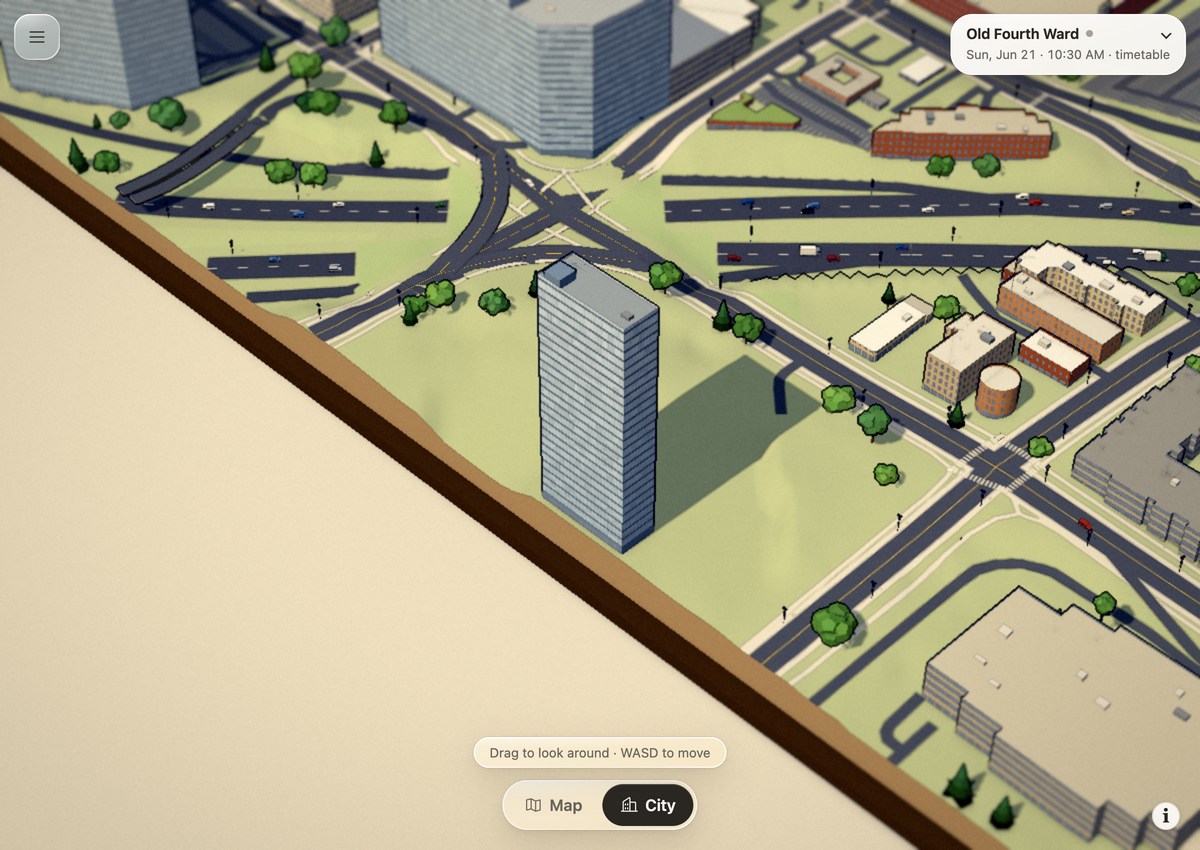 Old Fourth Ward
Sun, Jun 21 · 10:30 AM · timetable
Drag to look around · WASD to move
Map
City
i